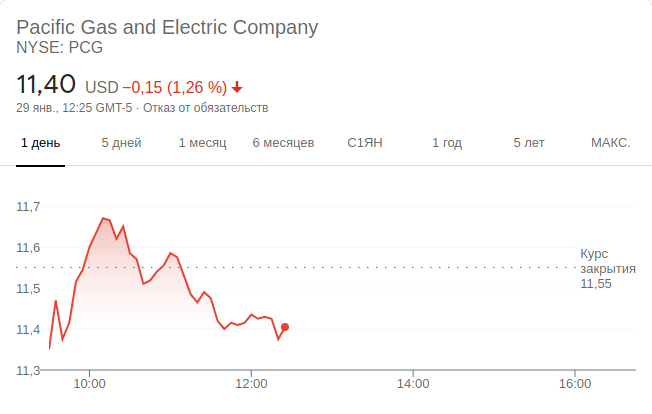 Pacific Gas and Electric Company
NYSE: PCG
11,40 USD −0,15 (1,26 %)
29 янв., 12:25 GMT-5 · Отказ от обязательств
1 день 5 дней 1 месяц 6 месяцев С1ЯН 1 год 5 лет МАКС.
11,7
11,6
Курс
закрытия
11,55
11,5
11,4
11,3
10:00 12:00 14:00 16:00